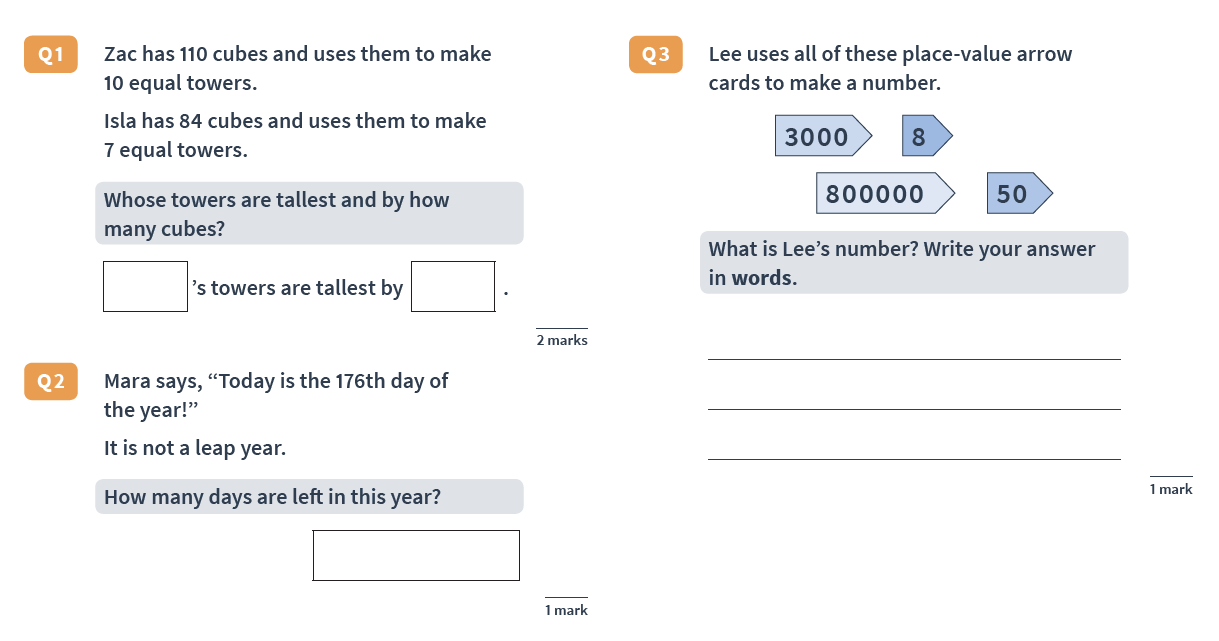 Q1
Zac has 110 cubes and uses them to make
10 equal towers.
Isla has 84 cubes and uses them to make
7 equal towers.
Whose towers are tallest and by how
many cubes?
’s towers are tallest by .
2 marks
Q2
Mara says, “Today is the 176th day of
the year!”
It is not a leap year.
How many days are left in this year?
1 mark
Q3
Lee uses all of these place-value arrow
cards to make a number.
3000 8
800000 50
What is Lee’s number? Write your answer
in words.
1 mark